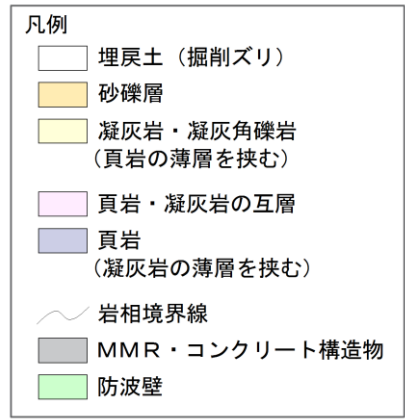 凡例
埋戻土（掘削ズリ）
砂礫層
凝灰岩・凝灰角礫岩
（頁岩の薄層を挟む）
頁岩・凝灰岩の互層
頁岩
（凝灰岩の薄層を挟む）
岩相境界線
ＭＭＲ・コンクリート構造物
防波壁